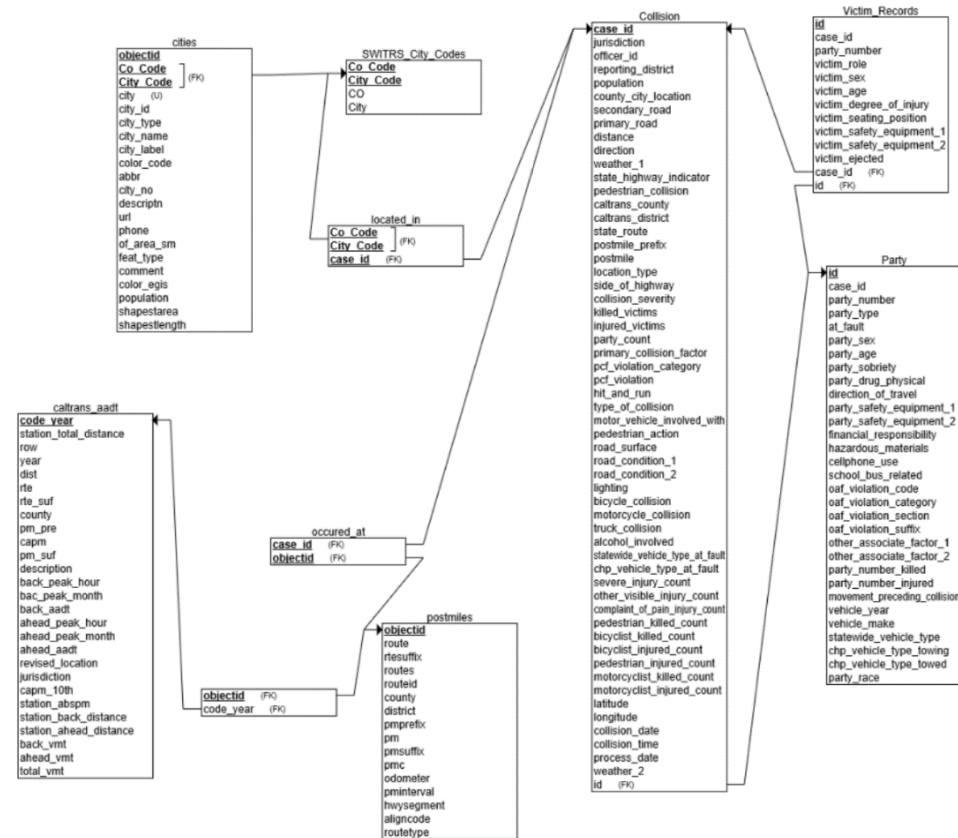 cities
objectid
Co_Code
City_Code
(FK)
city (U)
city_id
city_type
city_name
city_label
color_code
abbr
city_no
descriptn
url
phone
of_area_sm
feat_type
comment
color_egis
population
shapestarea
shapestlength
SWITRS_City_Codes
Co_Code
City_Code
CO
City
located_in
Co_Code
City_Code
(FK)
case_id (FK)
caltrans_aadt
code_year
station_total_distance
row
year
dist
rte
rte_suf
county
pm_pre
capm
pm_suf
description
back_peak_hour
bac_peak_month
back_aadt
ahead_peak_hour
ahead_peak_month
ahead_aadt
revised_location
jurisdiction
capm_10th
station_abspm
station_back_distance
station_ahead_distance
back_vmt
ahead_vmt
total_vmt
occured_at
case_id (FK)
objectid (FK)
objectid (FK)
code_year (FK)
postmiles
objectid
route
rtesuffix
routes
routeid
county
district
pmprefix
pm
pmsuffix
pmc
odometer
pminterval
hwysegment
aligncode
routetype
Collision
case_id
jurisdiction
officer_id
reporting_district
population
county_city_location
secondary_road
primary_road
distance
direction
weather_1
state_highway_indicator
pedestrian_collision
caltrans_county
caltrans_district
state_route
postmile_prefix
postmile
location_type
side_of_highway
collision_severity
killed_victims
injured_victims
party_count
primary_collision_factor
pcf_violation_category
pcf_violation
hit_and_run
type_of_collision
motor_vehicle_involved_with
pedestrian_action
road_surface
road_condition_1
road_condition_2
lighting
bicycle_collision
motorcycle_collision
truck_collision
alcohol_involved
statewide_vehicle_type_at_fault
chp_vehicle_type_at_fault
severe_injury_count
other_visible_injury_count
complaint_of_pain_injury_count
pedestrian_killed_count
bicyclist_killed_count
bicyclist_injured_count
pedestrian_injured_count
motorcyclist_killed_count
motorcyclist_injured_count
latitude
longitude
collision_date
collision_time
process_date
weather_2
id (FK)
Victim_Records
id
case_id
party_number
victim_role
victim_sex
victim_age
victim_degree_of_injury
victim_seating_position
victim_safety_equipment_1
victim_safety_equipment_2
victim_ejected
case_id (FK)
id (FK)
Party
id
case_id
party_number
party_type
at_fault
party_sex
party_age
party_sobriety
party_drug_physical
direction_of_travel
party_safety_equipment_1
party_safety_equipment_2
financial_responsibility
hazardous_materials
cellphone_use
school_bus_related
oaf_violation_code
oaf_violation_category
oaf_violation_section
oaf_violation_suffix
other_associate_factor_1
other_associate_factor_2
party_number_killed
party_number_injured
movement_preceding_collision
vehicle_year
vehicle_make
statewide_vehicle_type
chp_vehicle_type_towing
chp_vehicle_type_towed
party_race